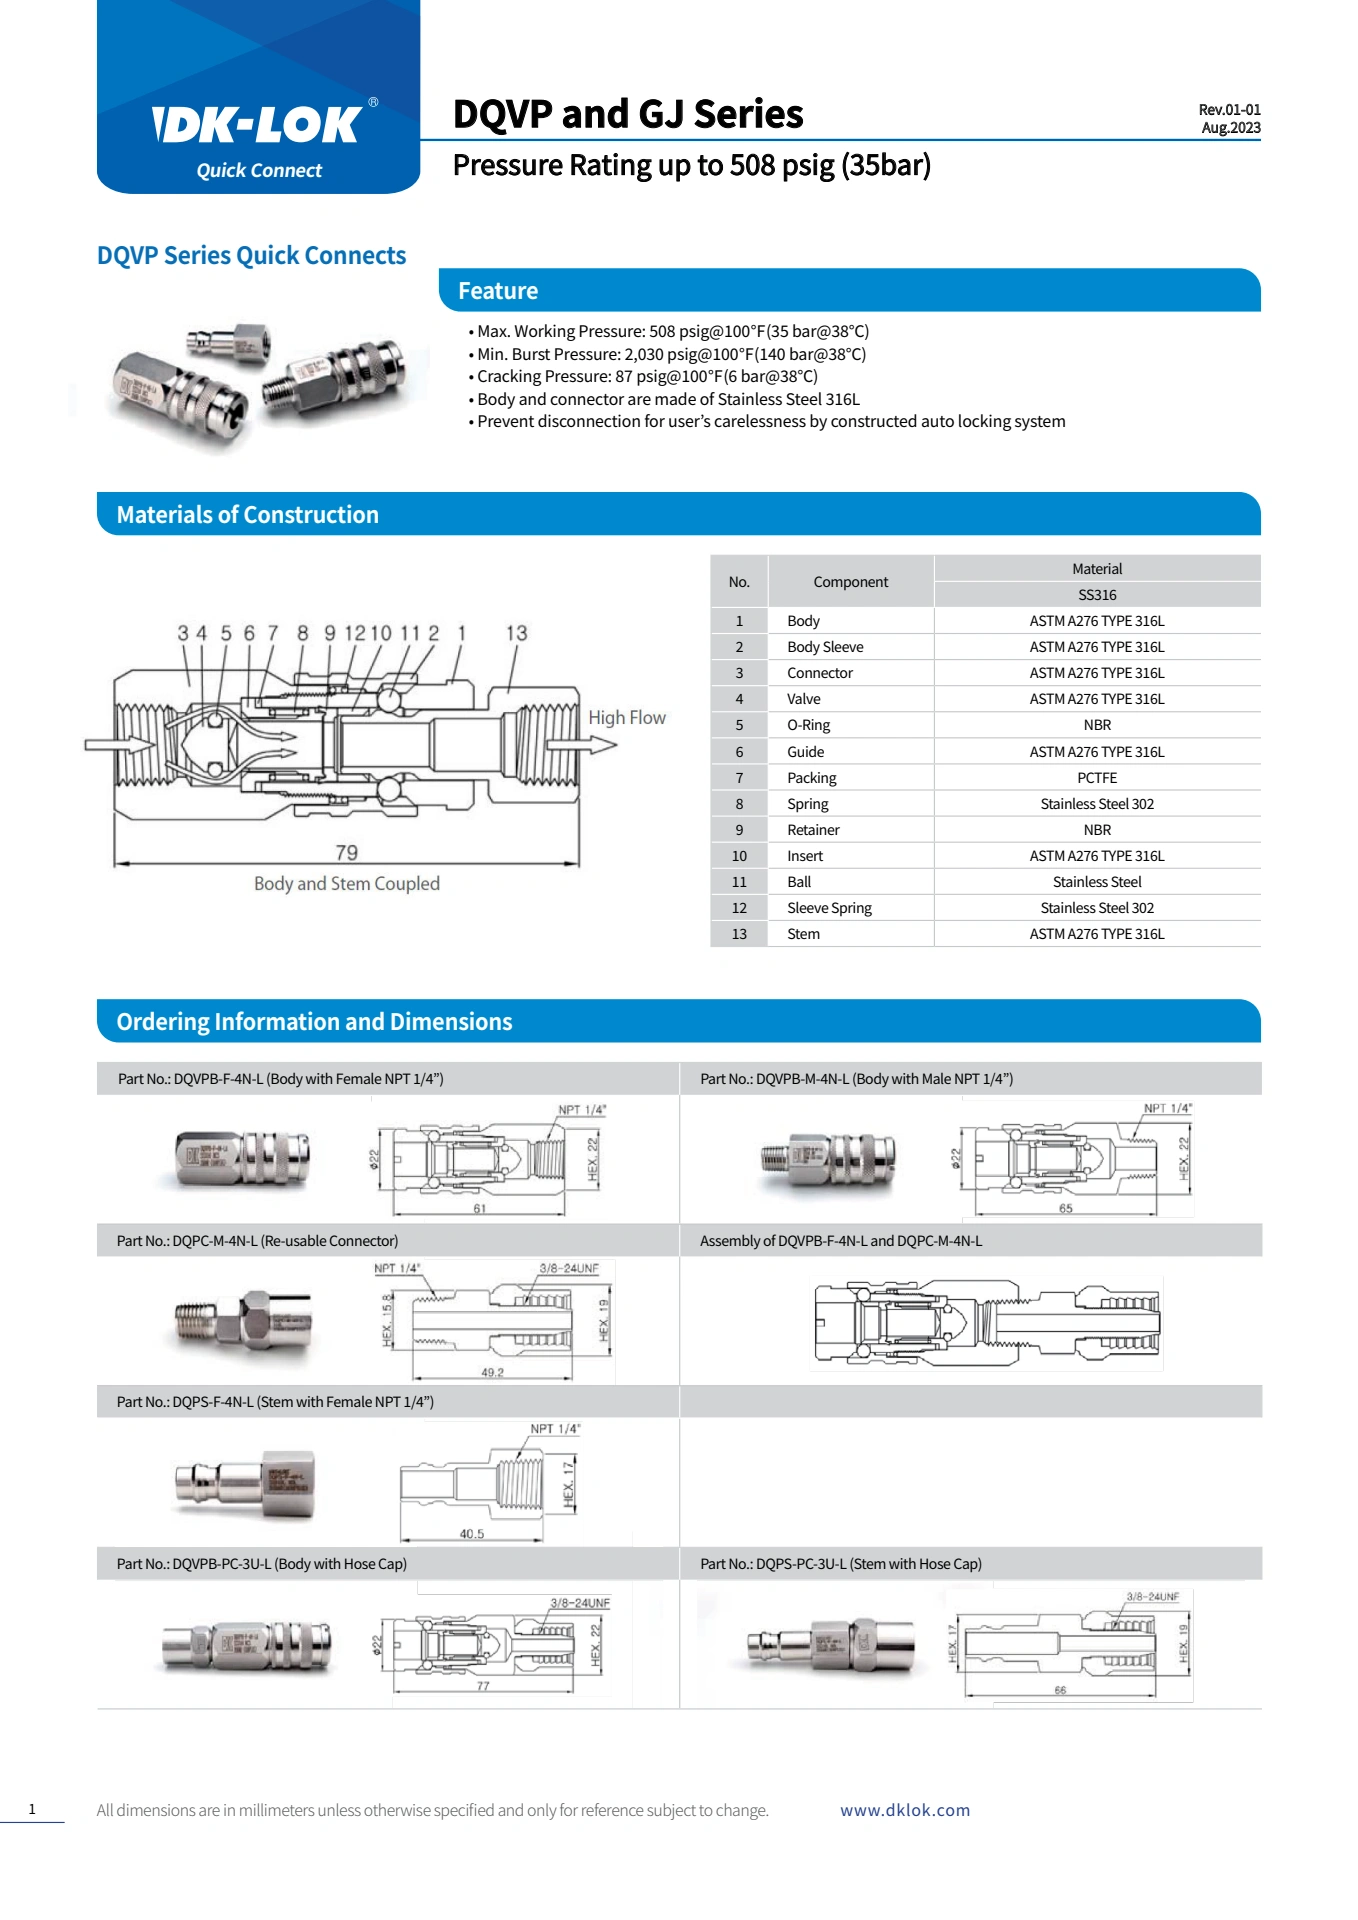 DK-LOK®
Quick Connect
DQVP and GJ Series
Rev.01-01
Aug.2023
Pressure Rating up to 508 psig (35bar)
DQVP Series Quick Connects
Feature
• Max. Working Pressure: 508 psig@100°F(35 bar@38°C)
• Min. Burst Pressure: 2,030 psig@100°F(140 bar@38°C)
• Cracking Pressure: 87 psig@100°F(6 bar@38°C)
• Body and connector are made of Stainless Steel 316L
• Prevent disconnection for user’s carelessness by constructed auto locking system
Materials of Construction
3 4 5 6 7 8 9 12 10 11 2 1 13
High Flow
79
Body and Stem Coupled
No. Component Material
SS316
1 Body ASTM A276 TYPE 316L
2 Body Sleeve ASTM A276 TYPE 316L
3 Connector ASTM A276 TYPE 316L
4 Valve ASTM A276 TYPE 316L
5 O-Ring NBR
6 Guide ASTM A276 TYPE 316L
7 Packing PCTFE
8 Spring Stainless Steel 302
9 Retainer NBR
10 Insert ASTM A276 TYPE 316L
11 Ball Stainless Steel
12 Sleeve Spring Stainless Steel 302
13 Stem ASTM A276 TYPE 316L
Ordering Information and Dimensions
Part No.: DQVPB-F-4N-L (Body with Female NPT 1/4”)
NPT 1/4"
ø22
HEX. 22
61
Part No.: DQVPB-M-4N-L (Body with Male NPT 1/4”)
NPT 1/4"
ø22
HEX. 22
65
Part No.: DQPC-M-4N-L (Re-usable Connector)
NPT 1/4"
3/8-24UNF
HEX. 15.8
HEX. 19
49.2
Assembly of DQVPB-F-4N-L and DQPC-M-4N-L
Part No.: DQPS-F-4N-L (Stem with Female NPT 1/4”)
NPT 1/4"
HEX. 17
40.5
Part No.: DQVPB-PC-3U-L (Body with Hose Cap)
3/8-24UNF
ø22
HEX. 22
77
Part No.: DQPS-PC-3U-L (Stem with Hose Cap)
3/8-24UNF
HEX. 17
HEX. 19
66
1
All dimensions are in millimeters unless otherwise specified and only for reference subject to change.
www.dklok.com